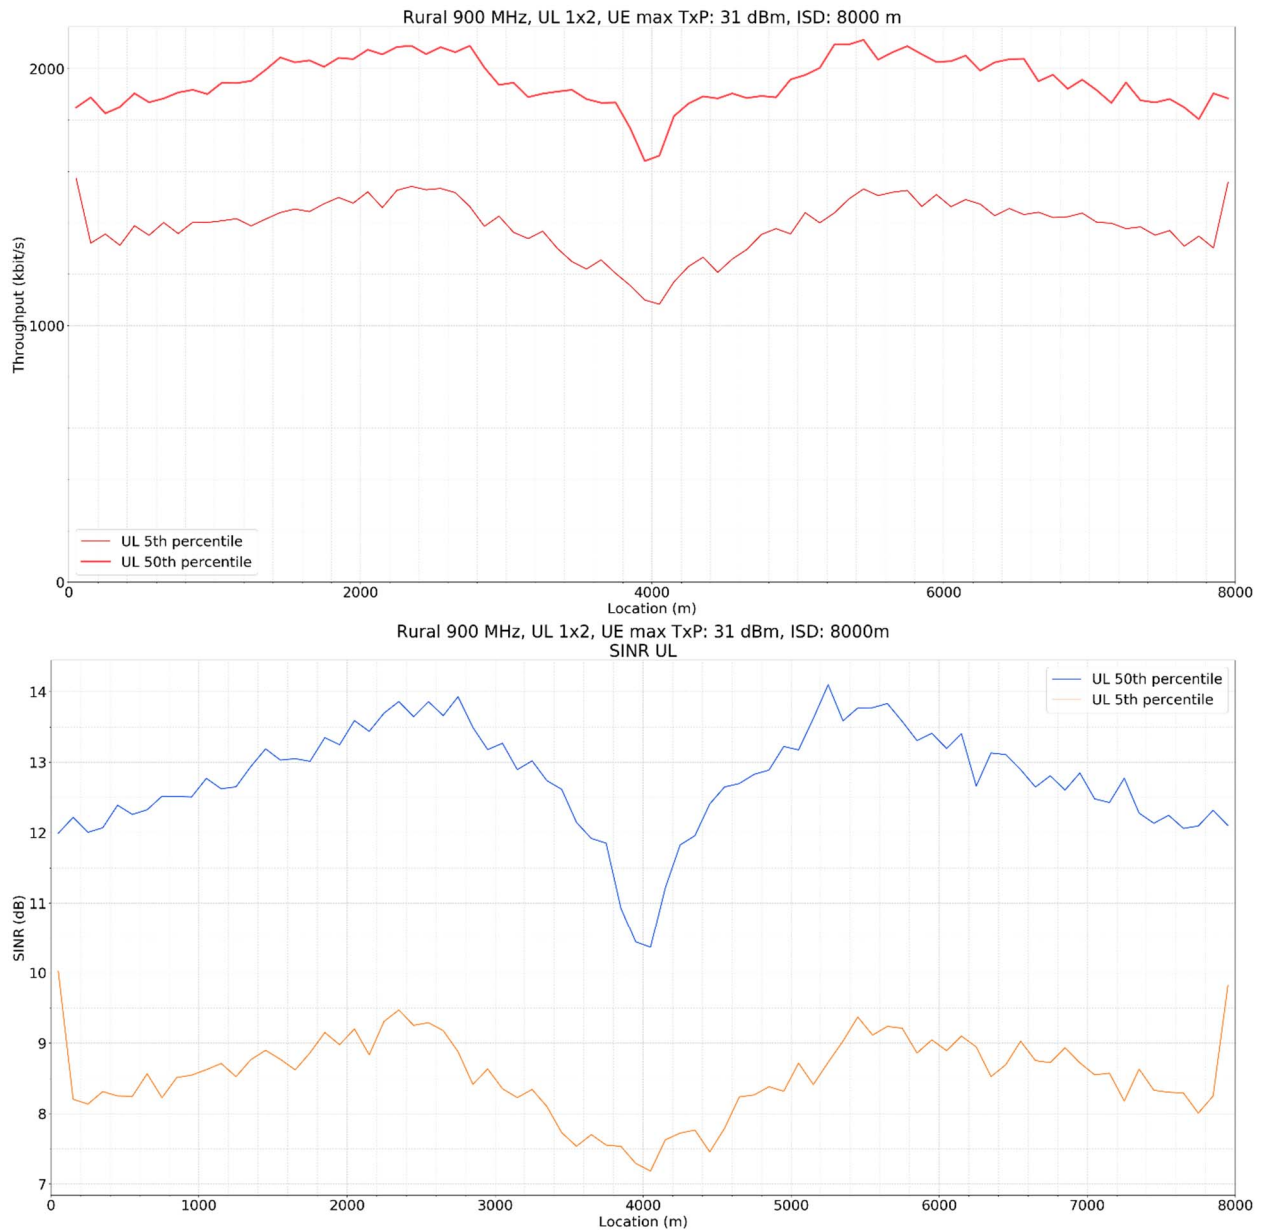 Rural 900 MHz, UL 1x2, UE max TxP: 31 dBm, ISD: 8000 m
2000
1000
0
Throughput (kbit/s)
UL 5th percentile
UL 50th percentile
0 2000 4000 6000 8000
Location (m)
Rural 900 MHz, UL 1x2, UE max TxP: 31 dBm, ISD: 8000m
SINR UL
UL 50th percentile
UL 5th percentile
14
13
12
11
10
9
8
7
SINR (dB)
0 1000 2000 3000 4000 5000 6000 7000 8000
Location (m)